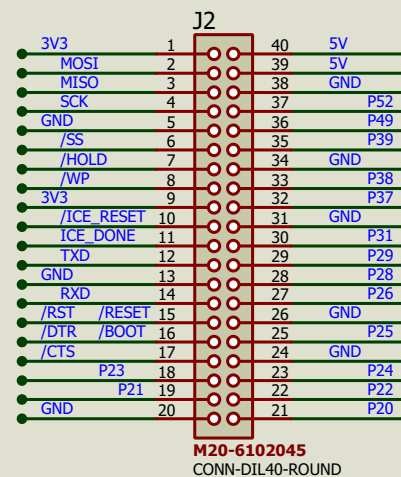 J2
3V3 1 40 5V
MOSI 2 39 5V
MISO 3 38 GND
SCK 4 37 P52
GND 5 36 P49
/SS 6 35 P39
/HOLD 7 34 GND
/WP 8 33 P38
3V3 9 32 P37
/ICE_RESET 10 31 GND
ICE_DONE 11 30 P31
TXD 12 29 P29
GND 13 28 P28
RXD 14 27 P26
/RST /RESET 15 26 GND
/DTR /BOOT 16 25 P25
/CTS 17 24 GND
P23 18 23 P24
P21 19 22 P22
GND 20 21 P20
M20-6102045
CONN-DIL40-ROUND